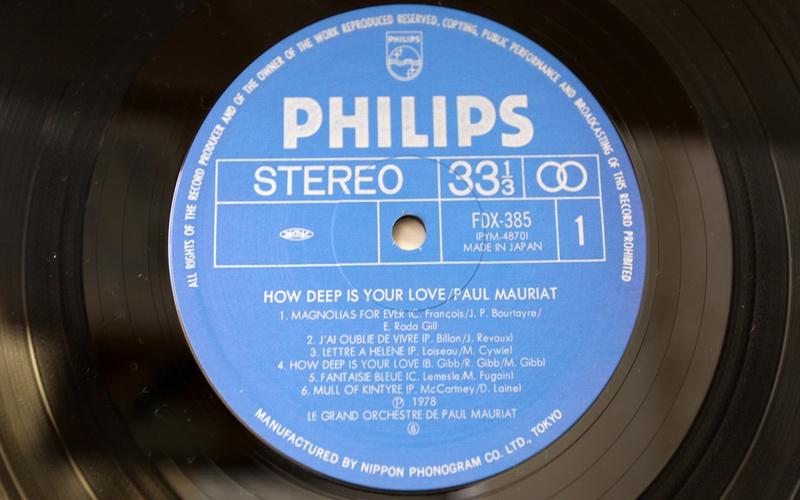 ALL RIGHTS OF THE RECORD PRODUCER AND OF THE OWNER OF THE WORK REPRODUCED RESERVED, COPYING, PUBLIC PERFORMANCE AND BROADCASTING OF THIS RECORD PROHIBITED
PHILIPS
PHILIPS
STEREO 33 1/3
FDX-385
(PYM-4870)
MADE IN JAPAN
1
HOW DEEP IS YOUR LOVE/PAUL MAURIAT
1. MAGNOLIAS FOR EVER (C. François/J. P. Bourtayre/
E. Roda Gil)
2. J'AI OUBLIE DE VIVRE (P. Billon/J. Revaux)
3. LETTRE A HELENE (P. Loiseau/M. Cywie)
4. HOW DEEP IS YOUR LOVE (B. Gibb/R. Gibb/M. Gibb)
5. FANTAISIE BLEUE (C. Lemesle/M. Fugain)
6. MULL OF KINTYRE (P. McCartney/D. Laine)
Ⓟ 1978
LE GRAND ORCHESTRE DE PAUL MAURIAT
⑥
MANUFACTURED BY NIPPON PHONOGRAM CO. LTD., TOKYO